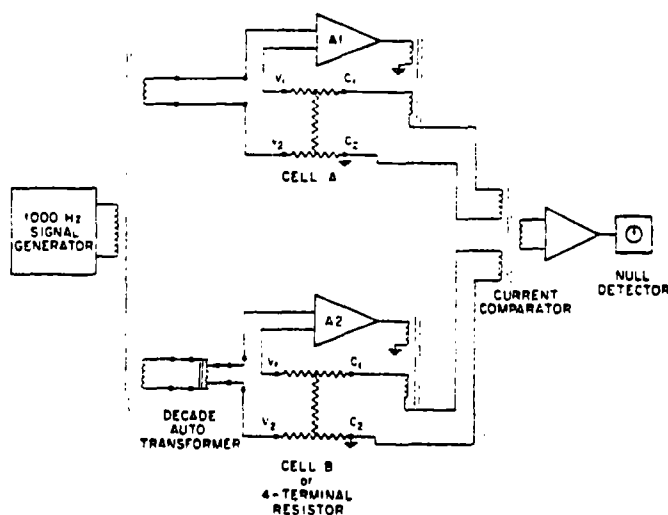 A1
V₁
C₁
V₂
C₂
CELL A
1000 Hz
SIGNAL
GENERATOR
NULL
DETECTOR
CURRENT
COMPARATOR
A2
V₁
C₁
DECADE
AUTO
TRANSFORMER
V₂
C₂
CELL B
or
4-TERMINAL
RESISTOR